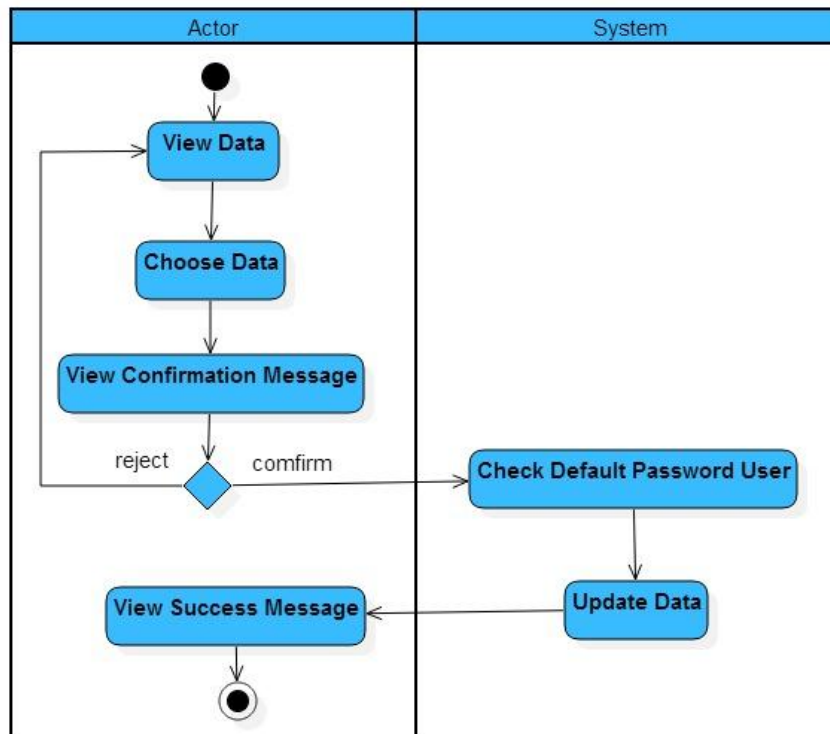 Actor
System
View Data
Choose Data
View Confirmation Message
reject
comfirm
Check Default Password User
Update Data
View Success Message